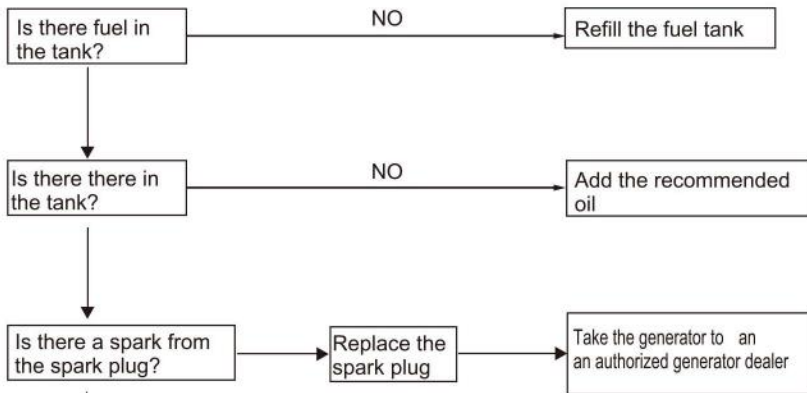 Is there fuel in
the tank?
NO
Refill the fuel tank
Is there there in
the tank?
NO
Add the recommended
oil
Is there a spark from
the spark plug?
Replace the
spark plug
Take the generator to an
an authorized generator dealer